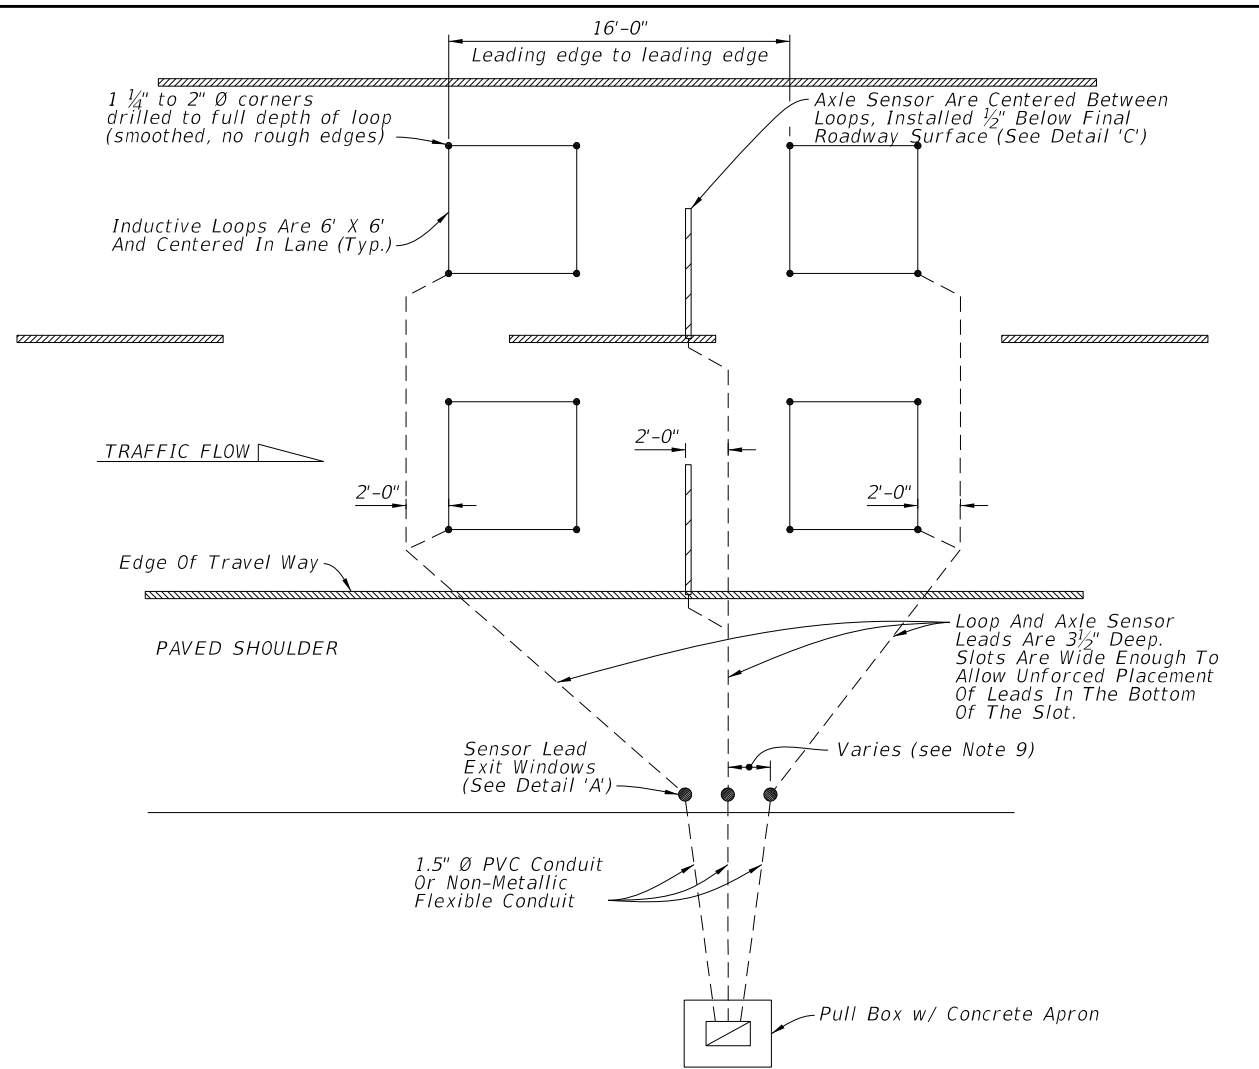 16'-0"
Leading edge to leading edge
1 ¼" to 2" Ø corners
drilled to full depth of loop
(smoothed, no rough edges)
Axle Sensor Are Centered Between
Loops, Installed ½" Below Final
Roadway Surface (See Detail 'C')
Inductive Loops Are 6' X 6'
And Centered In Lane (Typ.)
TRAFFIC FLOW
2'-0"
2'-0"
2'-0"
Edge Of Travel Way
PAVED SHOULDER
Loop And Axle Sensor
Leads Are 3½" Deep.
Slots Are Wide Enough To
Allow Unforced Placement
Of Leads In The Bottom
Of The Slot.
Sensor Lead
Exit Windows
(See Detail 'A')
Varies (see Note 9)
1.5" Ø PVC Conduit
Or Non-Metallic
Flexible Conduit
Pull Box w/ Concrete Apron